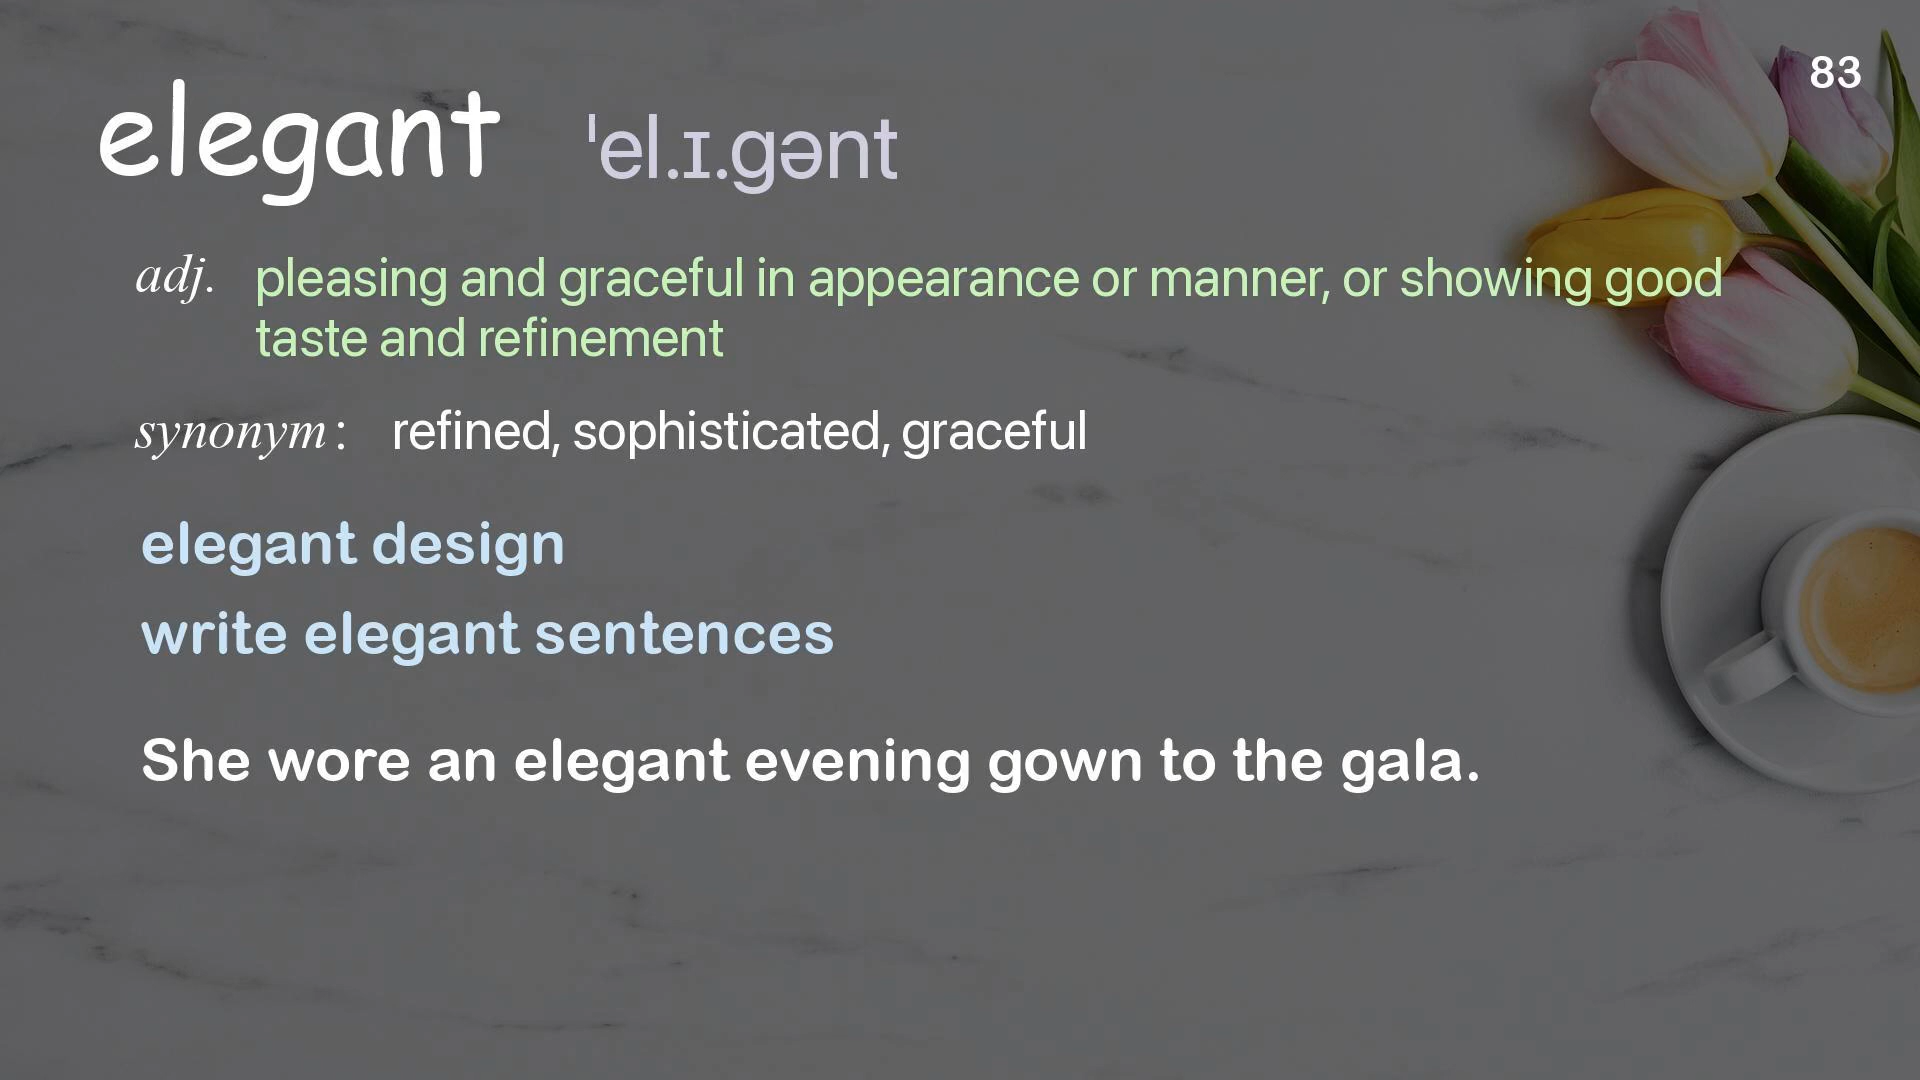 83
elegant ˈel.ɪ.gənt
adj. pleasing and graceful in appearance or manner, or showing good
taste and refinement
synonym : refined, sophisticated, graceful
elegant design
write elegant sentences
She wore an elegant evening gown to the gala.